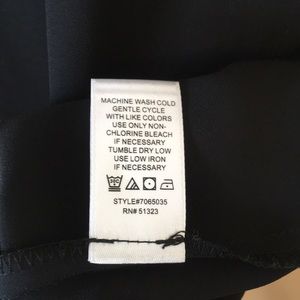 MACHINE WASH COLD
GENTLE CYCLE
WITH LIKE COLORS
USE ONLY NON-
CHLORINE BLEACH
IF NECESSARY
TUMBLE DRY LOW
USE LOW IRON
IF NECESSARY
STYLE#7065035
RN# 51323